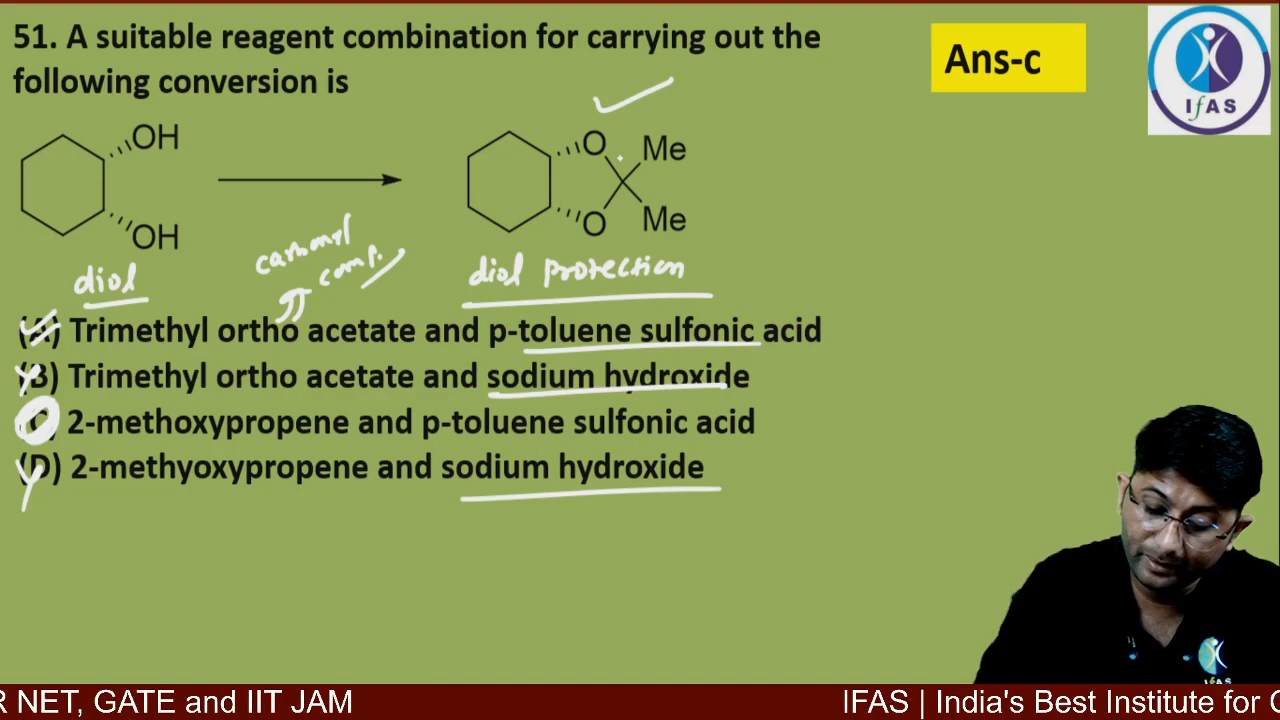 51. A suitable reagent combination for carrying out the
following conversion is
Ans-c
IfAS
OH
OH
O
O
Me
Me
carbonyl
comp.
diol
diol protection
(A) Trimethyl ortho acetate and p-toluene sulfonic acid
(B) Trimethyl ortho acetate and sodium hydroxide
(C) 2-methoxypropene and p-toluene sulfonic acid
(D) 2-methyoxypropene and sodium hydroxide
R NET, GATE and IIT JAM
IFAS | India's Best Institute for C